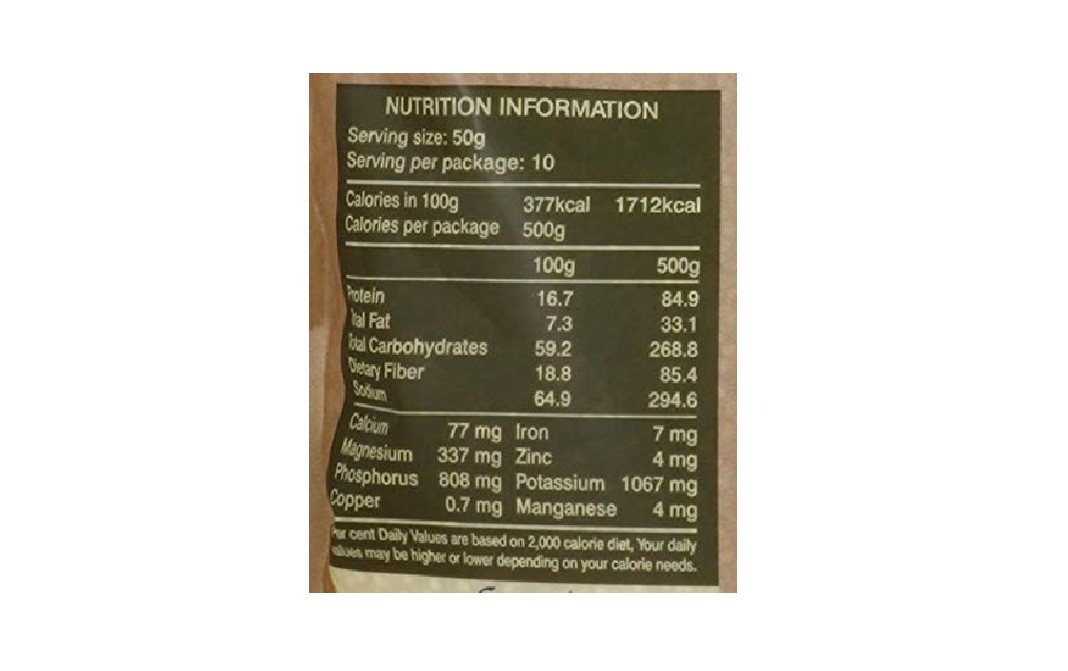 NUTRITION INFORMATION
Serving size: 50g
Serving per package: 10
Calories in 100g 377kcal 1712kcal
Calories per package 500g
100g 500g
Protein 16.7 84.9
Total Fat 7.3 33.1
Total Carbohydrates 59.2 268.8
Dietary Fiber 18.8 85.4
Sodium 64.9 294.6
Calcium 77 mg Iron 7 mg
Magnesium 337 mg Zinc 4 mg
Phosphorus 808 mg Potassium 1067 mg
Copper 0.7 mg Manganese 4 mg
Per cent Daily Values are based on 2,000 calorie diet, Your daily
values may be higher or lower depending on your calorie needs.